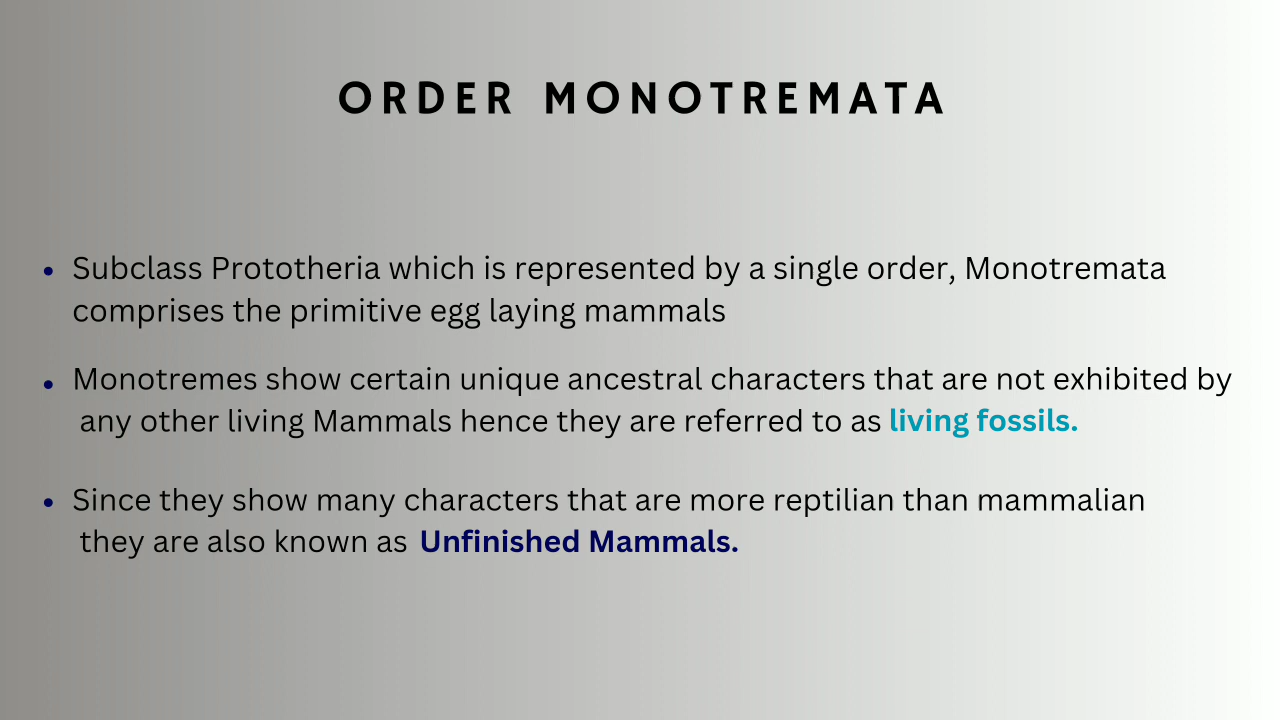 ORDER MONOTREMATA
• Subclass Prototheria which is represented by a single order, Monotremata
comprises the primitive egg laying mammals
• Monotremes show certain unique ancestral characters that are not exhibited by
any other living Mammals hence they are referred to as living fossils.
• Since they show many characters that are more reptilian than mammalian
they are also known as Unfinished Mammals.